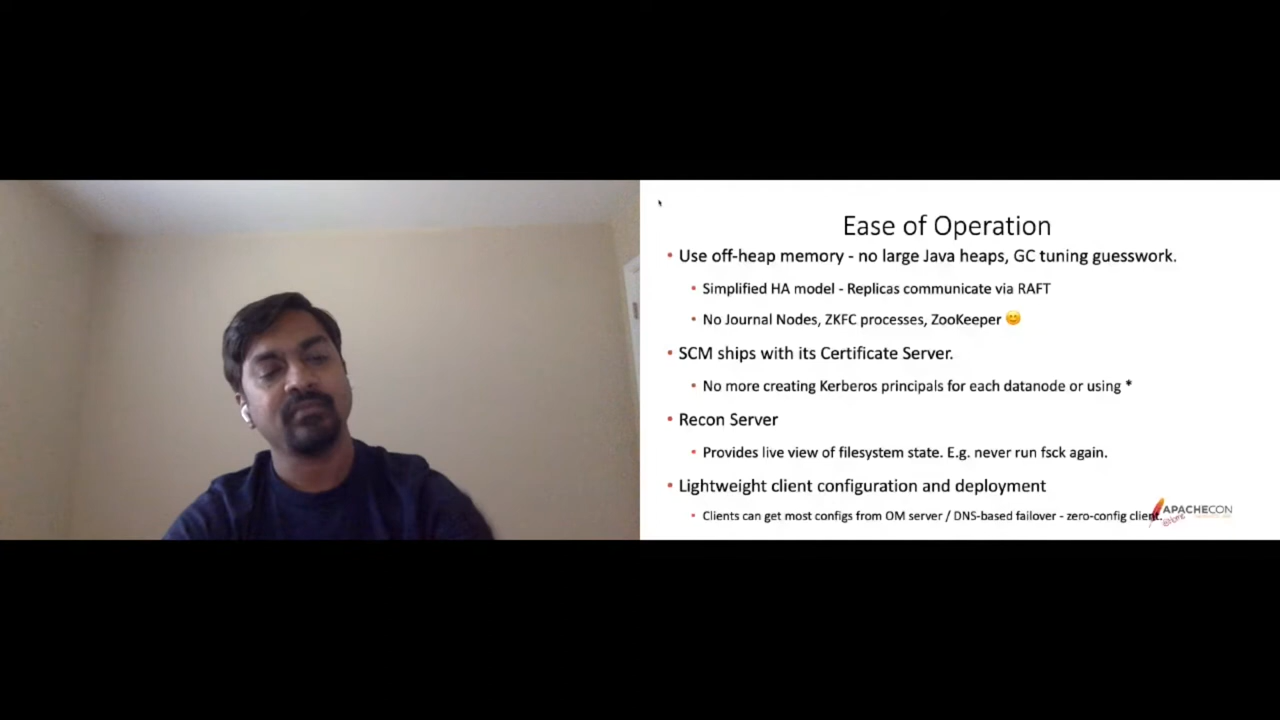 Ease of Operation
• Use off-heap memory - no large Java heaps, GC tuning guesswork.
• Simplified HA model - Replicas communicate via RAFT
• No Journal Nodes, ZKFC processes, ZooKeeper 😊
• SCM ships with its Certificate Server.
• No more creating Kerberos principals for each datanode or using *
• Recon Server
• Provides live view of filesystem state. E.g. never run fsck again.
• Lightweight client configuration and deployment
• Clients can get most configs from OM server / DNS-based failover - zero-config client.
APACHECON
@Home